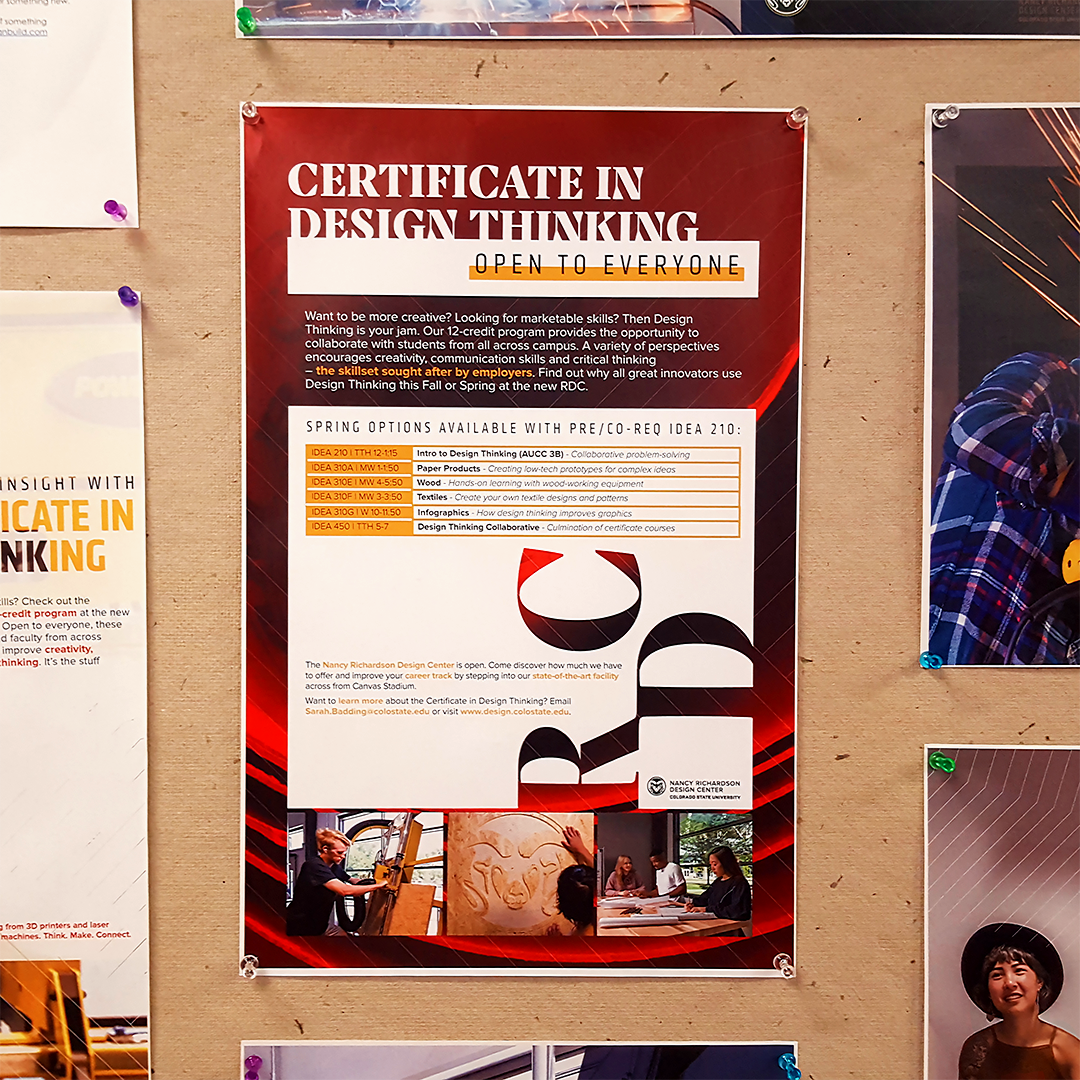 something new.
of something
anbuild.com
CERTIFICATE IN
DESIGN THINKING
OPEN TO EVERYONE
Want to be more creative? Looking for marketable skills? Then Design
Thinking is your jam. Our 12-credit program provides the opportunity to
collaborate with students from all across campus. A variety of perspectives
encourages creativity, communication skills and critical thinking
– the skillset sought after by employers. Find out why all great innovators use
Design Thinking this Fall or Spring at the new RDC.
SPRING OPTIONS AVAILABLE WITH PRE/CO-REQ IDEA 210:
IDEA 210 | TTH 12-1:15 Intro to Design Thinking (AUCC 3B) - Collaborative problem-solving
IDEA 310A | MW 1-1:50 Paper Products - Creating low-tech prototypes for complex ideas
IDEA 310E | MW 4-5:50 Wood - Hands-on learning with wood-working equipment
IDEA 310F | MW 3-3:50 Textiles - Create your own textile designs and patterns
IDEA 310G | W 10-11:50 Infographics - How design thinking improves graphics
IDEA 450 | TTH 5-7 Design Thinking Collaborative - Culmination of certificate courses
RDC
The Nancy Richardson Design Center is open. Come discover how much we have
to offer and improve your career track by stepping into our state-of-the-art facility
across from Canvas Stadium.
Want to learn more about the Certificate in Design Thinking? Email
Sarah.Badding@colostate.edu or visit www.design.colostate.edu.
NANCY RICHARDSON
DESIGN CENTER
COLORADO STATE UNIVERSITY
INSIGHT WITH
ICATE IN
NKING
ills? Check out the
-credit program at the new
Open to everyone, these
d faculty from across
improve creativity,
thinking. It's the stuff
g from 3D printers and laser
machines. Think. Make. Connect.